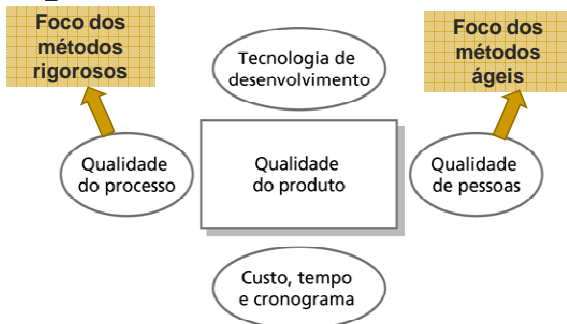 Foco dos
métodos
rigorosos
Foco dos
métodos
ágeis
Tecnologia de
desenvolvimento
Qualidade
do processo
Qualidade
do produto
Qualidade
de pessoas
Custo, tempo
e cronograma